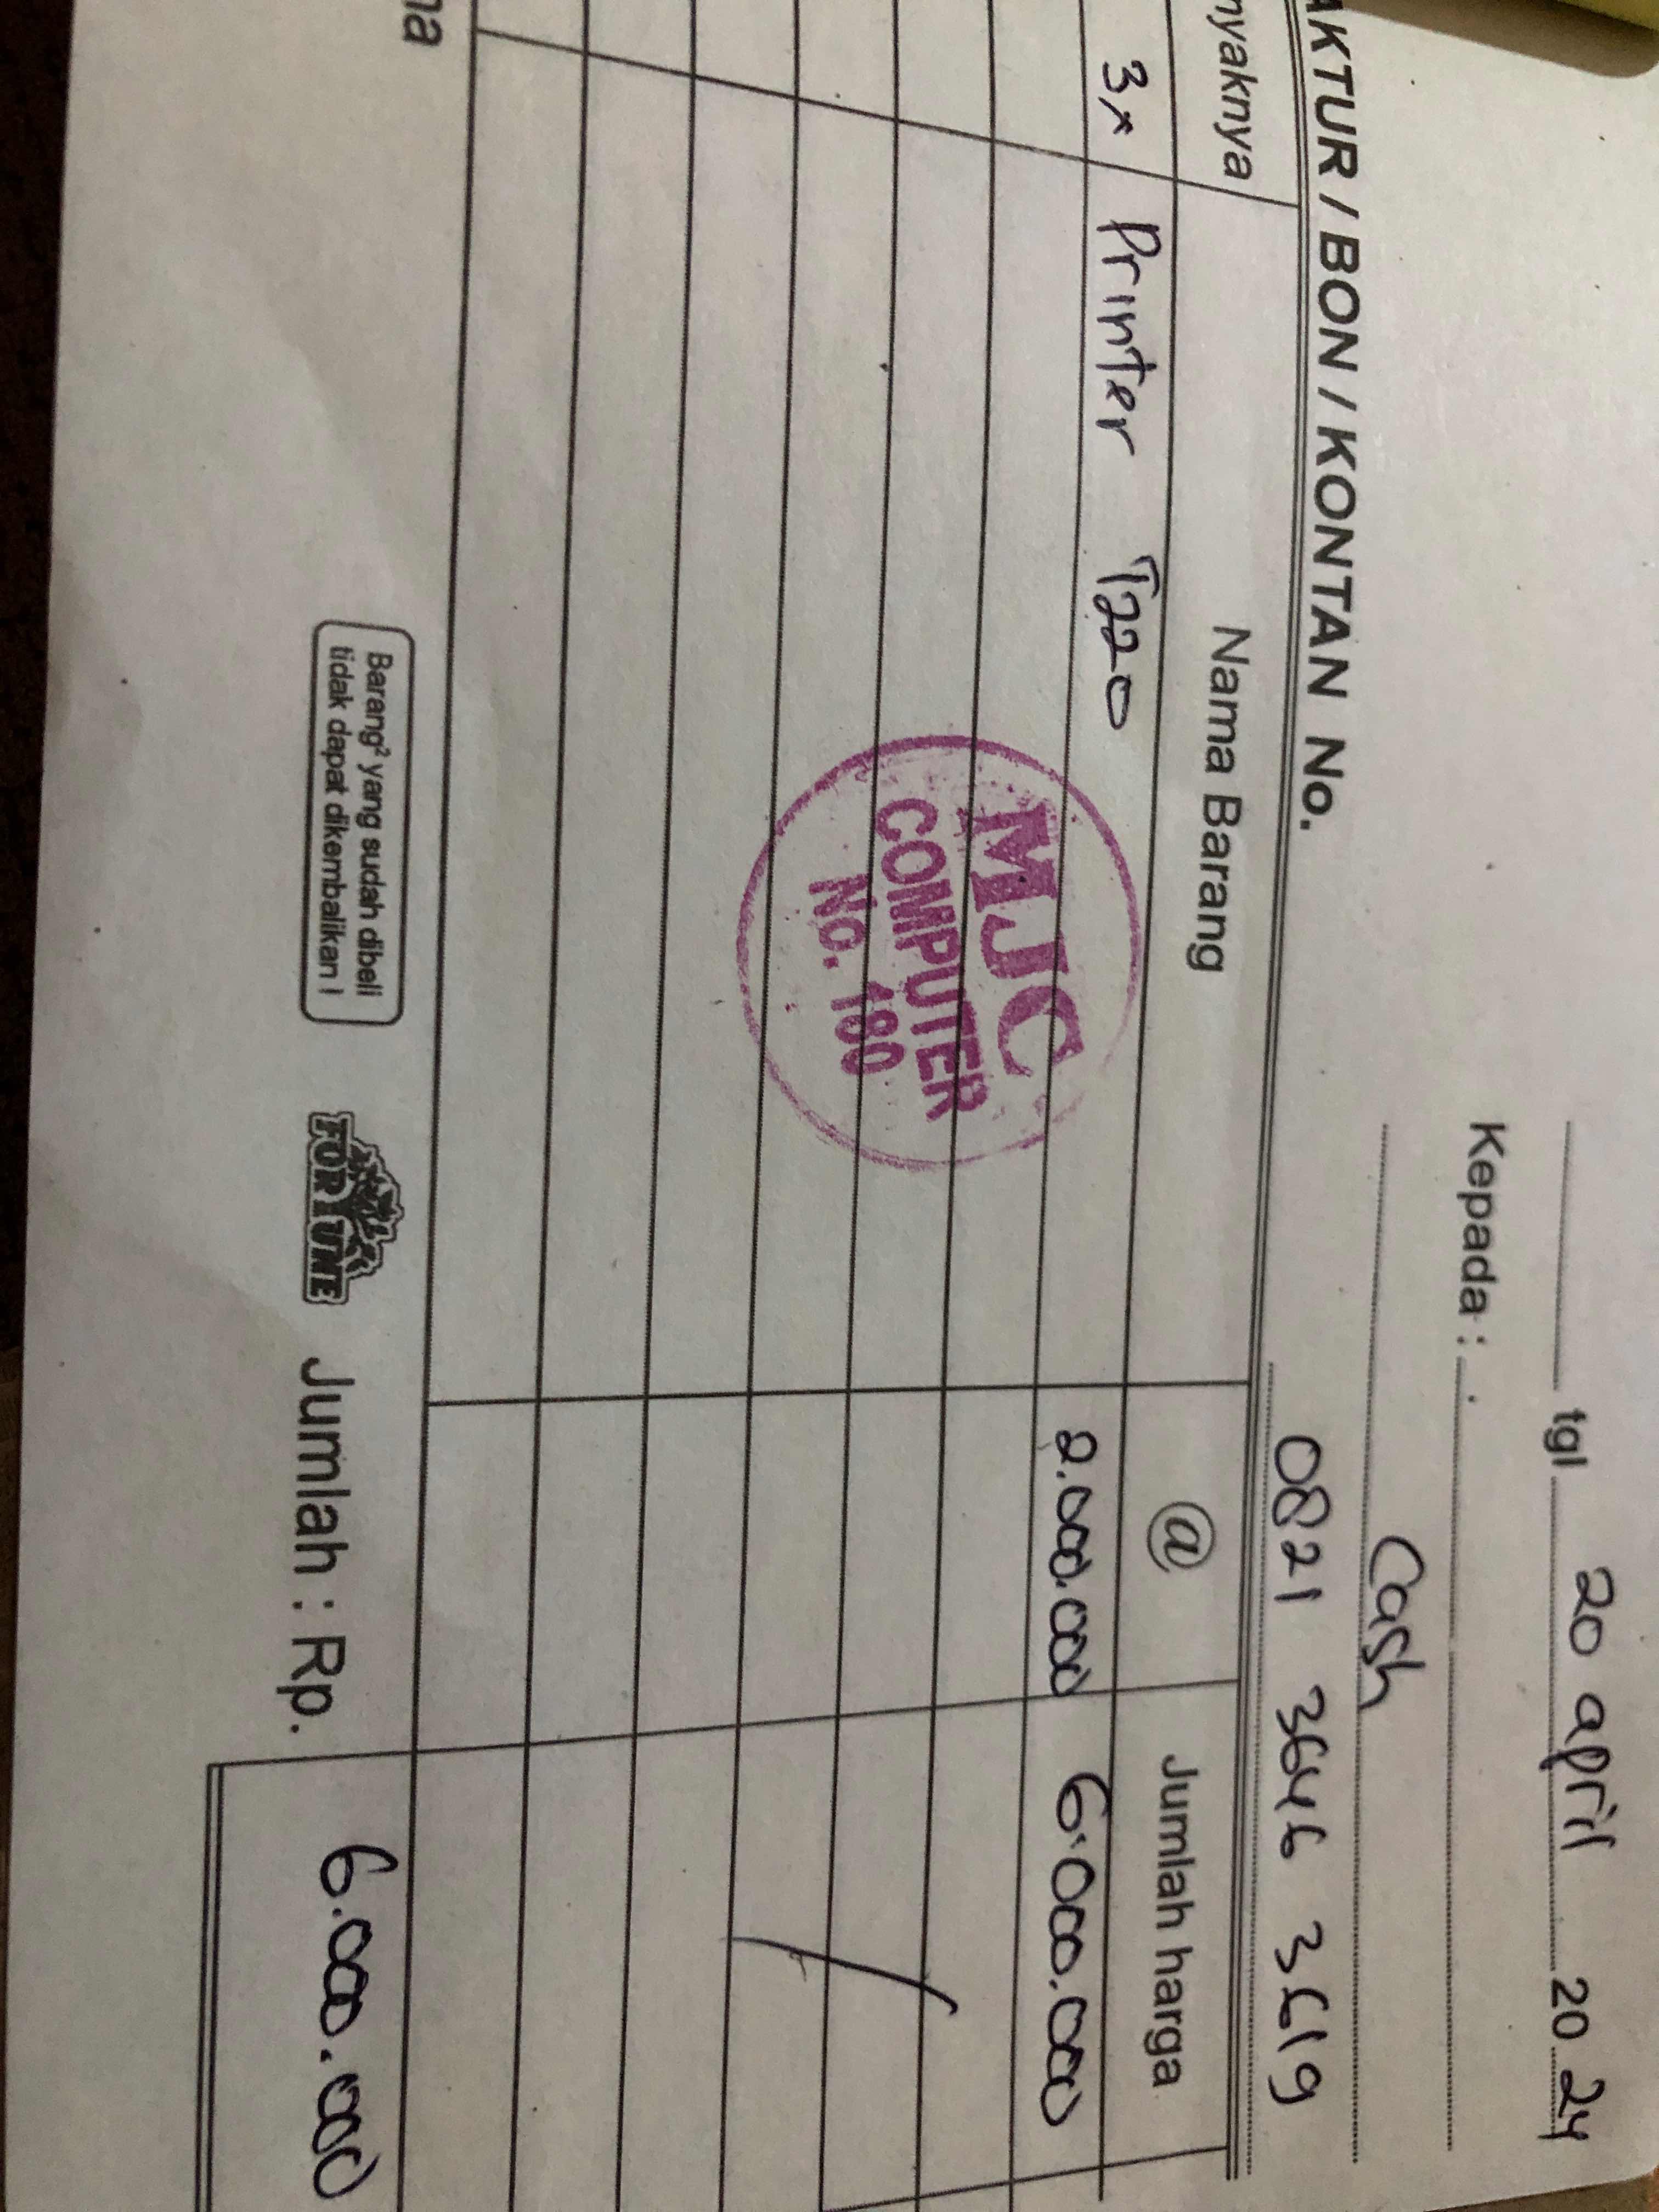 tgl 20 april 20 24
Kepada :
Cash
0821 3646 3619
AKTUR / BON / KONTAN No.
nyaknya Nama Barang @ Jumlah harga
3x Printer T220 2.000.000 6.000.000
MJC
COMPUTER
No. 180
Barang² yang sudah dibeli
tidak dapat dikembalikan !
FORTUNE
Jumlah : Rp. 6.000.000